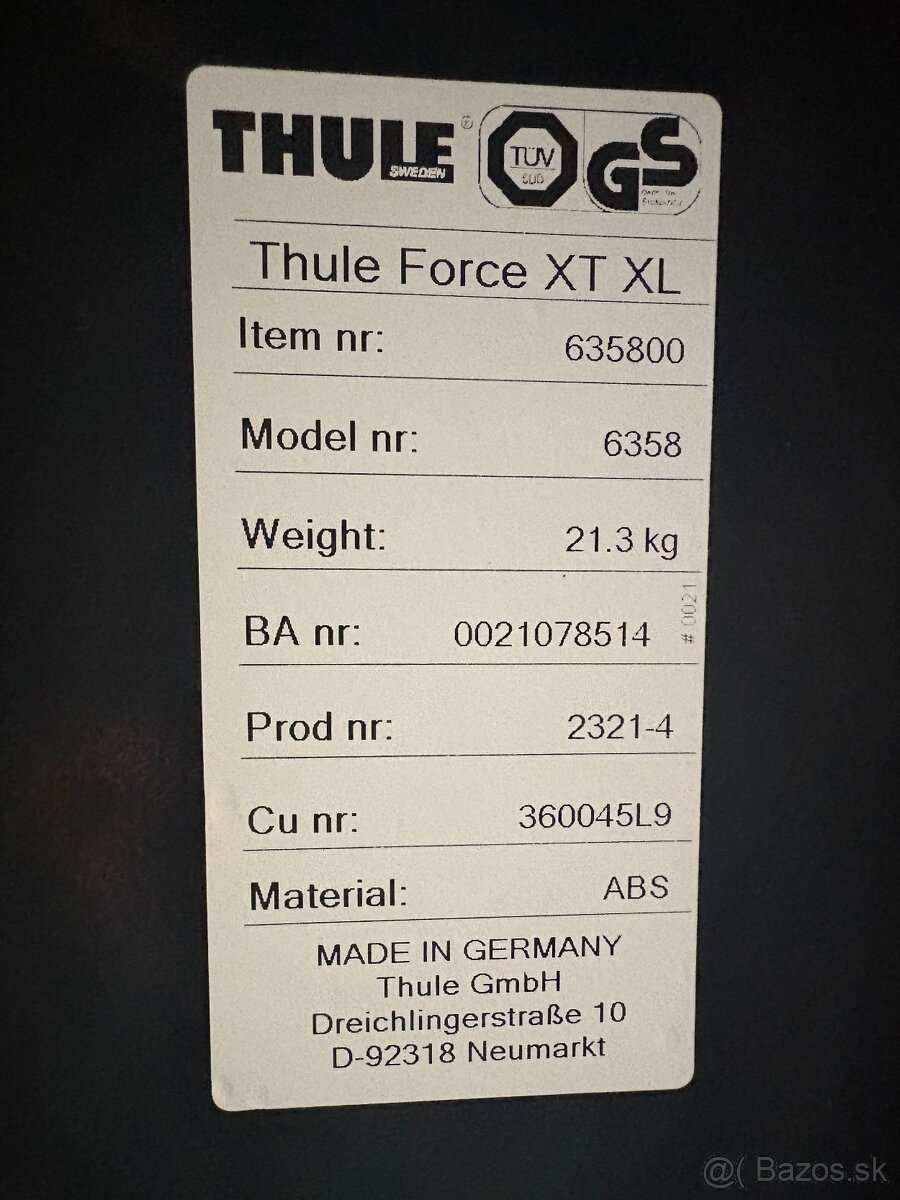 THULE®
SWEDEN
TÜV
SÜD
GS
Thule Force XT XL
Item nr: 635800
Model nr: 6358
Weight: 21.3 kg
# 0021
BA nr: 0021078514
Prod nr: 2321-4
Cu nr: 360045L9
Material: ABS
MADE IN GERMANY
Thule GmbH
Dreichlingerstraße 10
D-92318 Neumarkt
@( Bazos.sk